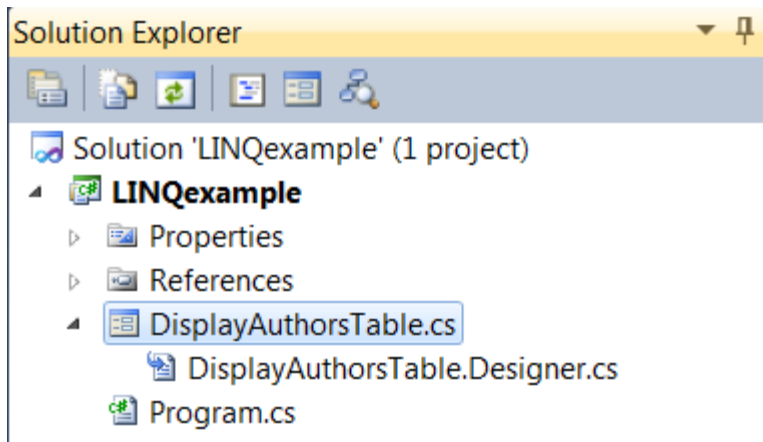 Solution Explorer
Solution 'LINQexample' (1 project)
LINQexample
Properties
References
DisplayAuthorsTable.cs
DisplayAuthorsTable.Designer.cs
Program.cs